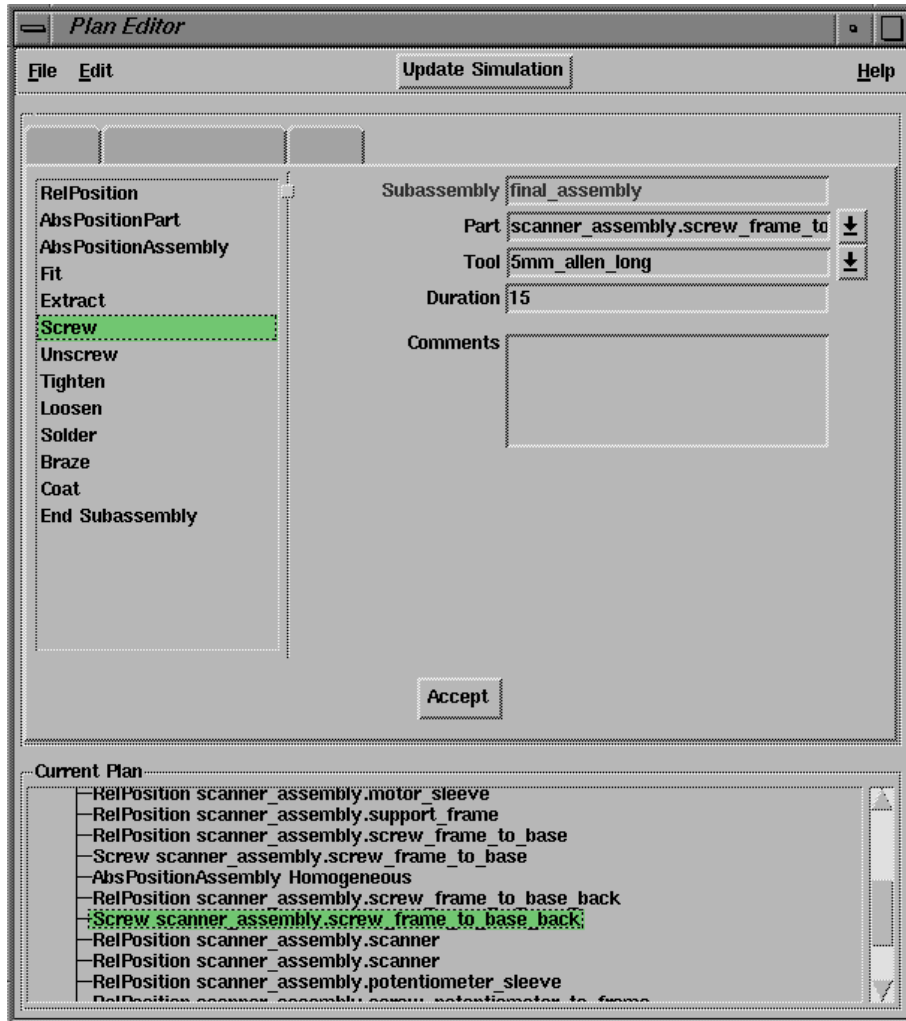 Plan Editor
File Edit Update Simulation Help
RelPosition
AbsPositionPart
AbsPositionAssembly
Fit
Extract
Screw
Unscrew
Tighten
Loosen
Solder
Braze
Coat
End Subassembly
Subassembly final_assembly
Part scanner_assembly.screw_frame_to
Tool 5mm_allen_long
Duration 15
Comments
Accept
Current Plan
RelPosition scanner_assembly.motor_sleeve
RelPosition scanner_assembly.support_frame
RelPosition scanner_assembly.screw_frame_to_base
Screw scanner_assembly.screw_frame_to_base
AbsPositionAssembly Homogeneous
RelPosition scanner_assembly.screw_frame_to_base_back
Screw scanner_assembly.screw_frame_to_base_back
RelPosition scanner_assembly.scanner
RelPosition scanner_assembly.scanner
RelPosition scanner_assembly.potentiometer_sleeve
RelPosition scanner_assembly.screw_potentiometer_to_frame